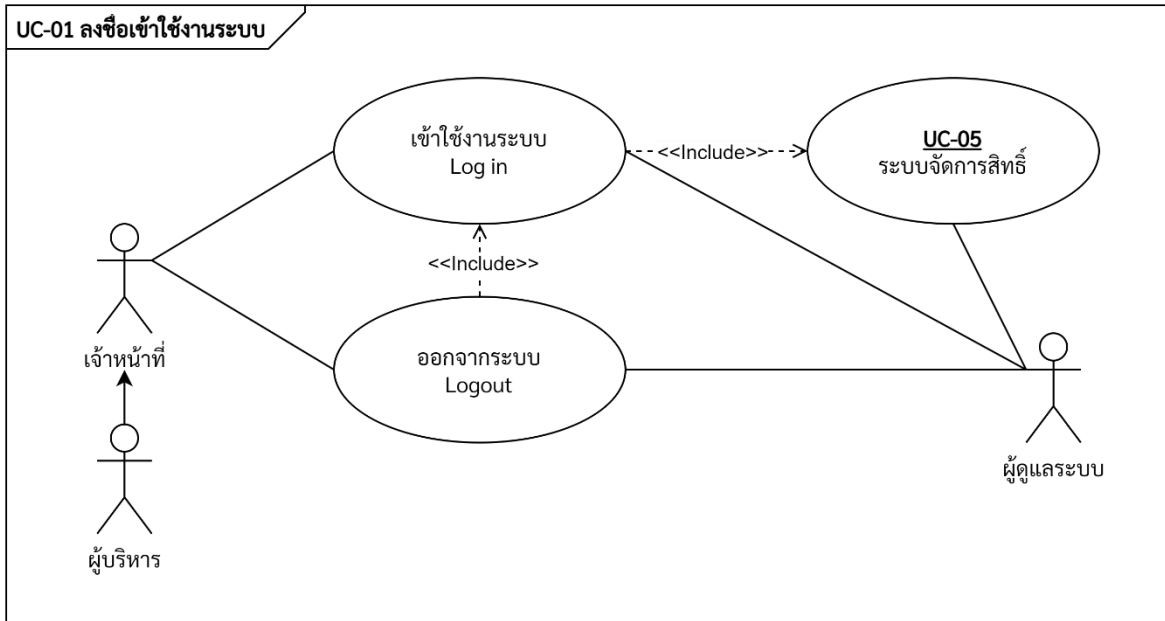 UC-01 ลงชื่อเข้าใช้งานระบบ
เข้าใช้งานระบบ
Log in
<<Include>>
UC-05
ระบบจัดการสิทธิ์
<<Include>>
เจ้าหน้าที่
ออกจากระบบ
Logout
ผู้ดูแลระบบ
ผู้บริหาร